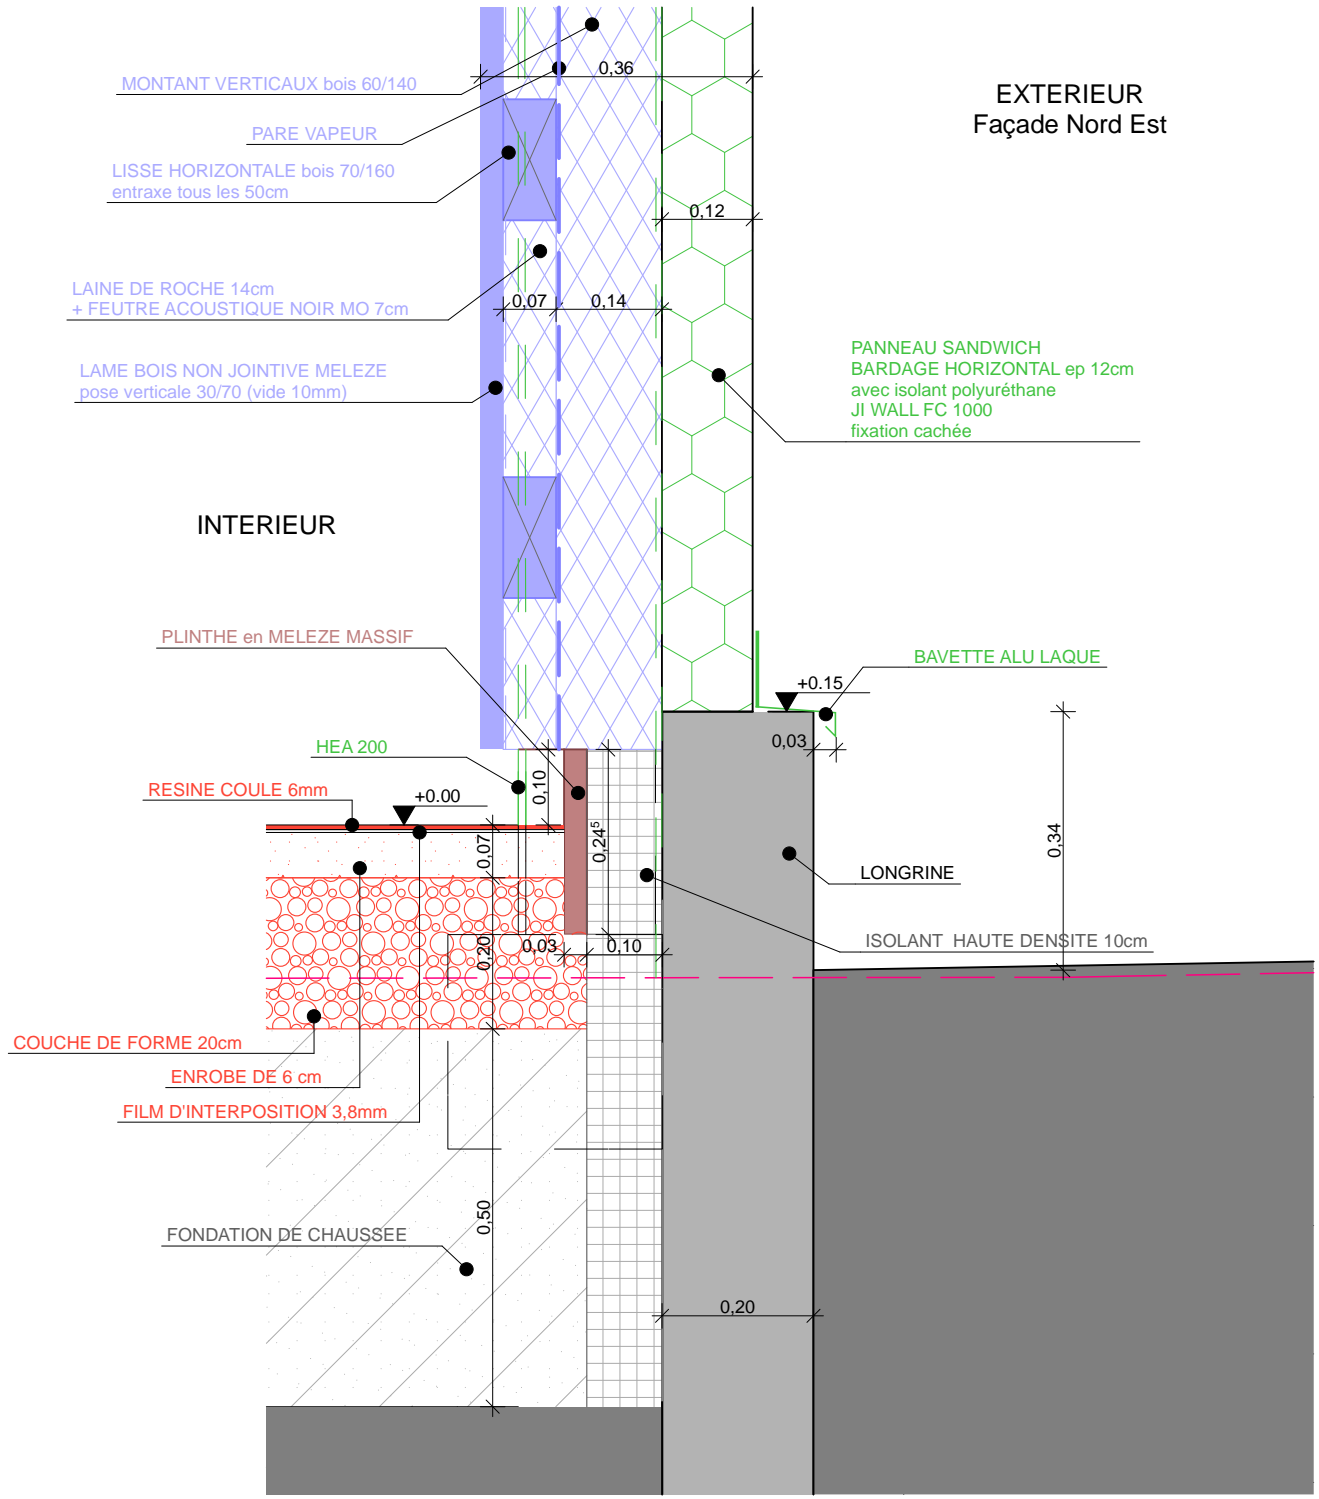 MONTANT VERTICAUX bois 60/140
0,36
EXTERIEUR
Façade Nord Est
PARE VAPEUR
LISSE HORIZONTALE bois 70/160
entraxe tous les 50cm
0,12
LAINE DE ROCHE 14cm
+ FEUTRE ACOUSTIQUE NOIR MO 7cm
0,07
0,14
LAME BOIS NON JOINTIVE MELEZE
pose verticale 30/70 (vide 10mm)
PANNEAU SANDWICH
BARDAGE HORIZONTAL ep 12cm
avec isolant polyuréthane
JI WALL FC 1000
fixation cachée
INTERIEUR
PLINTHE en MELEZE MASSIF
BAVETTE ALU LAQUE
+0.15
0,03
HEA 200
0,10
RESINE COULE 6mm
+0.00
0,07
0,24⁵
0,34
LONGRINE
0,20
0,03
0,10
ISOLANT HAUTE DENSITE 10cm
COUCHE DE FORME 20cm
ENROBE DE 6 cm
FILM D'INTERPOSITION 3,8mm
0,50
FONDATION DE CHAUSSEE
0,20